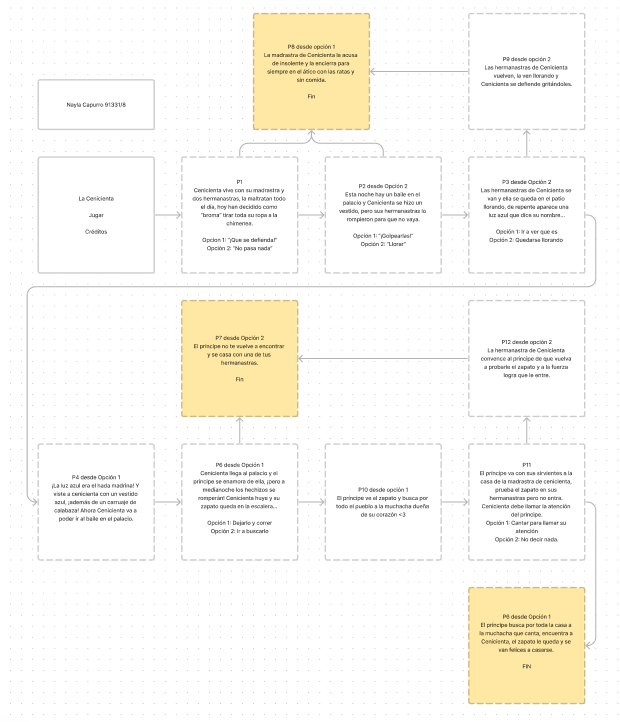 P8 desde opción 1
La madrastra de Cenicienta la acusa
de insolente y la encierra para
siempre en el ático con las ratas y
sin comida.
Fin
P9 desde opción 2
Las hermanastras de Cenicienta
vuelven, la ven llorando y
Cenicienta se defiende gritándoles.
Nayla Capurro 91331/8
La Cenicienta
Jugar
Créditos
P1
Cenicienta vive con su madrastra y
dos hermanastras, la maltratan todo
el día, hoy han decidido como
"broma" tirar toda su ropa a la
chimenea.
Opción 1: "¡Que se defienda!"
Opción 2: "No pasa nada"
P2 desde Opción 2
Esta noche hay un baile en el
palacio y Cenicienta se hizo un
vestido, pero sus hermanastras lo
rompieron para que no vaya.
Opción 1: "¡Golpearlas!"
Opción 2: "Llorar"
P3 desde Opción 2
Las hermanastras de Cenicienta se
van y ella se queda en el patio
llorando, de repente aparece una
luz azul que dice su nombre...
Opción 1: Ir a ver que es
Opción 2: Quedarse llorando
P7 desde Opción 2
El príncipe no te vuelve a encontrar
y se casa con una de tus
hermanastras.
Fin
P12 desde opción 2
La hermanastra de Cenicienta
convence al príncipe de que vuelva
a probarle el zapato y a la fuerza
logra que le entre.
P4 desde Opción 1
¡La luz azul era el hada madrina! Y
viste a cenicienta con un vestido
azul, ¡además de un carruaje de
calabaza! Ahora Cenicienta va a
poder ir al baile en el palacio.
P6 desde Opción 1
Cenicienta llega al palacio y el
príncipe se enamora de ella, ¡pero a
medianoche los hechizos se
romperán! Cenicienta huye y su
zapato queda en la escalera...
Opción 1: Dejarlo y correr
Opción 2: Ir a buscarlo
P10 desde opción 1
El príncipe ve el zapato y busca por
todo el pueblo a la muchacha dueña
de su corazón <3
P11
El príncipe va con sus sirvientes a la
casa de la madrastra de cenicienta,
prueba el zapato en sus
hermanastras pero no entra.
Cenicienta debe llamar la atención
del príncipe.
Opción 1: Cantar para llamar su
atención
Opción 2: No decir nada.
P6 desde Opción 1
El príncipe busca por toda la casa a
la muchacha que canta, encuentra a
Cenicienta, el zapato le queda y se
van felices a casarse.
FIN